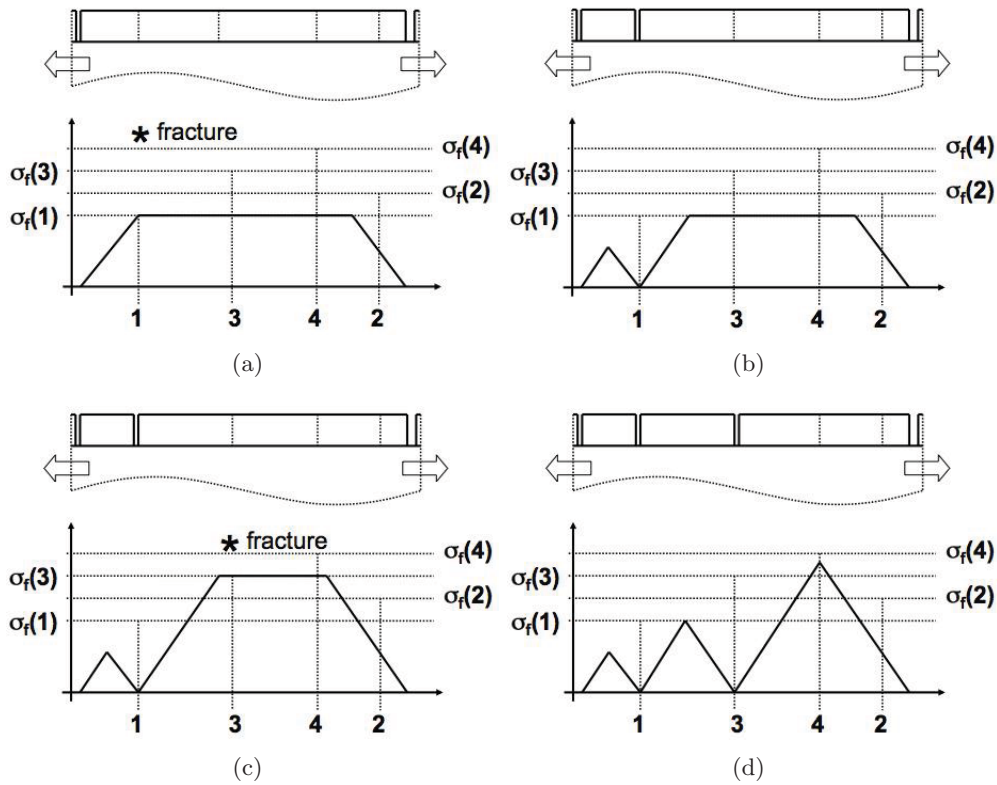 * fracture
σf(4)
σf(3)
σf(2)
σf(1)
1 3 4 2
(a)
σf(4)
σf(3)
σf(2)
σf(1)
1 3 4 2
(b)
* fracture
σf(4)
σf(3)
σf(2)
σf(1)
1 3 4 2
(c)
σf(4)
σf(3)
σf(2)
σf(1)
1 3 4 2
(d)